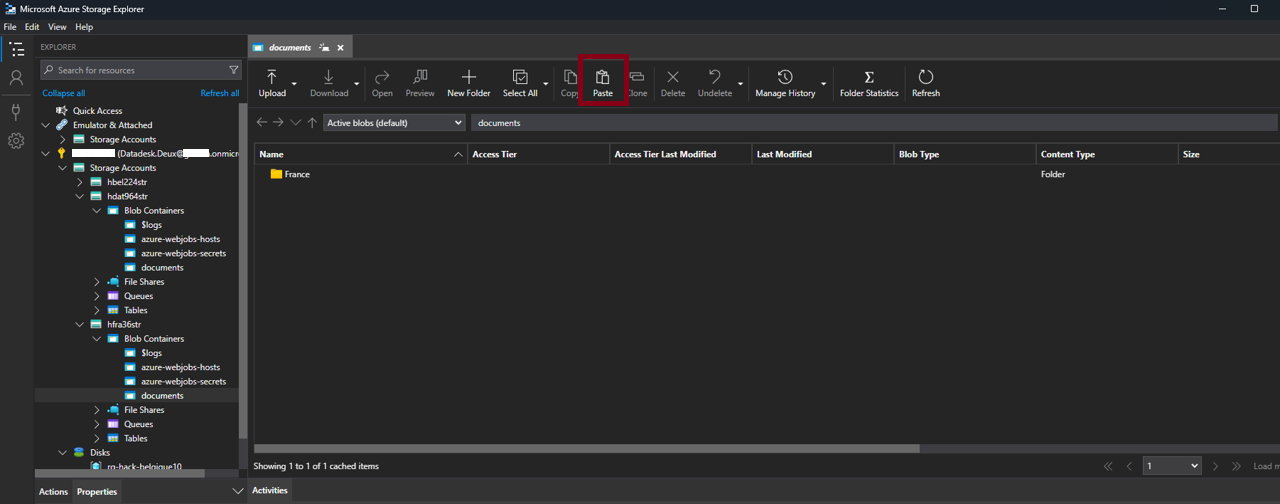 Microsoft Azure Storage Explorer
File Edit View Help
EXPLORER
documents
Search for resources
Collapse all Refresh all
Upload Download Open Preview New Folder Select All Copy Paste Clone Delete Undelete Manage History Folder Statistics Refresh
Active blobs (default) documents
Quick Access
Emulator & Attached
Storage Accounts
(Datadesk.Deux@ .onmicro
Storage Accounts
hbel224str
hdat964str
Blob Containers
$logs
azure-webjobs-hosts
azure-webjobs-secrets
documents
File Shares
Queues
Tables
hfra36str
Blob Containers
$logs
azure-webjobs-hosts
azure-webjobs-secrets
documents
File Shares
Queues
Tables
Disks
rg-hack-belgique10
Name Access Tier Access Tier Last Modified Last Modified Blob Type Content Type Size
France Folder
Showing 1 to 1 of 1 cached items
1
Load m
Actions Properties
Activities